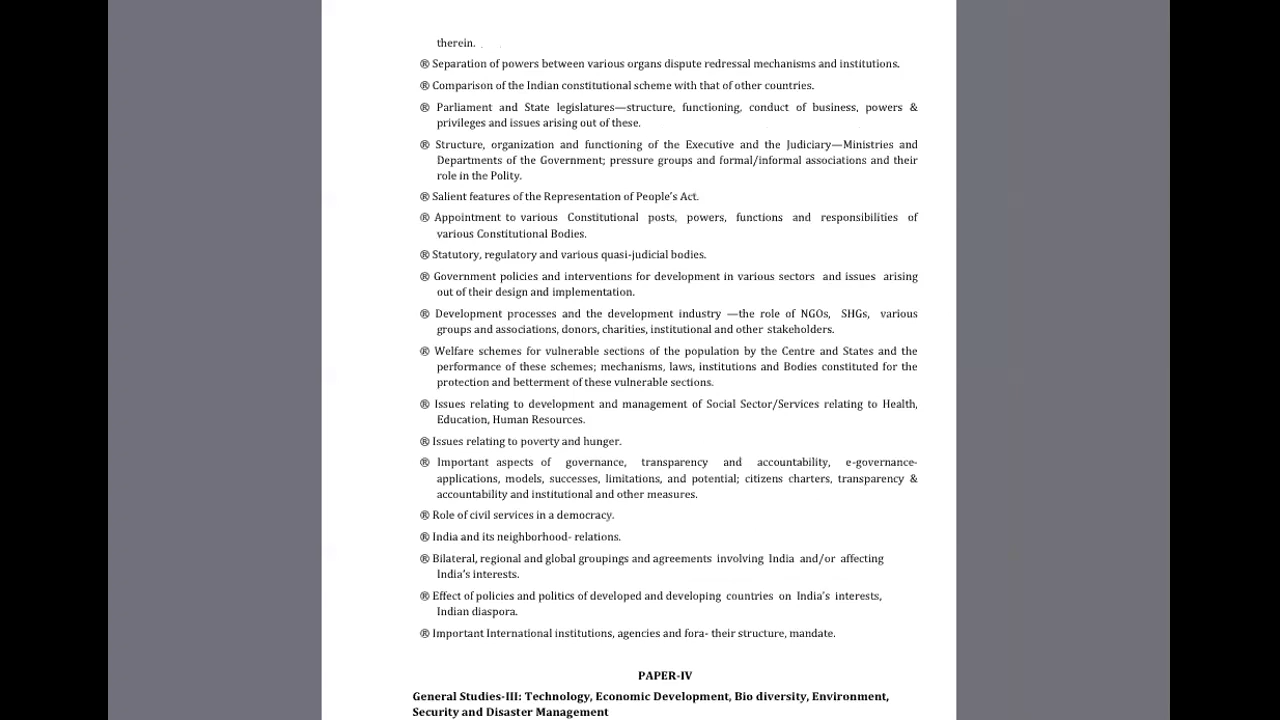 therein.
® Separation of powers between various organs dispute redressal mechanisms and institutions.
® Comparison of the Indian constitutional scheme with that of other countries.
® Parliament and State legislatures—structure, functioning, conduct of business, powers &
privileges and issues arising out of these.
® Structure, organization and functioning of the Executive and the Judiciary—Ministries and
Departments of the Government; pressure groups and formal/informal associations and their
role in the Polity.
® Salient features of the Representation of People's Act.
® Appointment to various Constitutional posts, powers, functions and responsibilities of
various Constitutional Bodies.
® Statutory, regulatory and various quasi-judicial bodies.
® Government policies and interventions for development in various sectors and issues arising
out of their design and implementation.
® Development processes and the development industry —the role of NGOs, SHGs, various
groups and associations, donors, charities, institutional and other stakeholders.
® Welfare schemes for vulnerable sections of the population by the Centre and States and the
performance of these schemes; mechanisms, laws, institutions and Bodies constituted for the
protection and betterment of these vulnerable sections.
® Issues relating to development and management of Social Sector/Services relating to Health,
Education, Human Resources.
® Issues relating to poverty and hunger.
® Important aspects of governance, transparency and accountability, e-governance-
applications, models, successes, limitations, and potential; citizens charters, transparency &
accountability and institutional and other measures.
® Role of civil services in a democracy.
® India and its neighborhood- relations.
® Bilateral, regional and global groupings and agreements involving India and/or affecting
India's interests.
® Effect of policies and politics of developed and developing countries on India's interests,
Indian diaspora.
® Important International institutions, agencies and fora- their structure, mandate.
PAPER-IV
General Studies-III: Technology, Economic Development, Bio diversity, Environment,
Security and Disaster Management